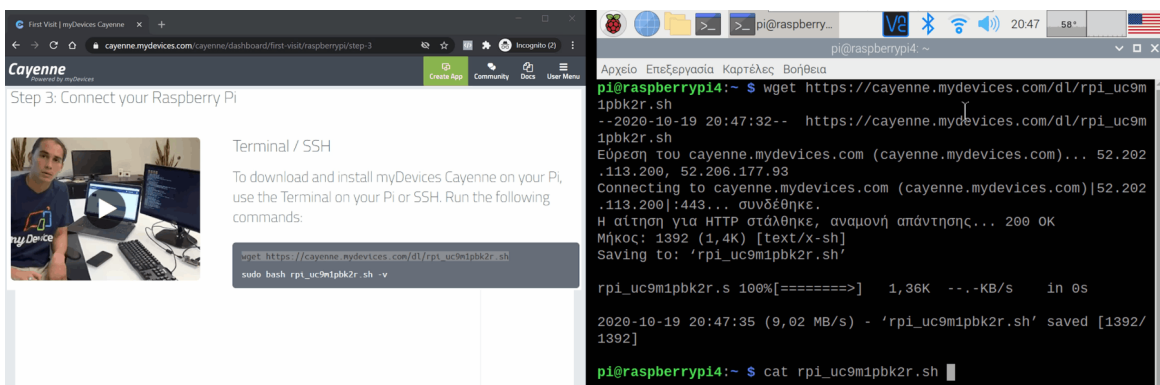 First Visit | myDevices Cayenne
cayenne.mydevices.com/cayenne/dashboard/first-visit/raspberrypi/step-3
Incognito (2)
Cayenne
Powered by myDevices
Create App
Community
Docs
User Menu
Step 3: Connect your Raspberry Pi
Terminal / SSH
To download and install myDevices Cayenne on your Pi,
use the Terminal on your Pi or SSH. Run the following
commands:
wget https://cayenne.mydevices.com/dl/rpi_uc9m1pbk2r.sh
sudo bash rpi_uc9m1pbk2r.sh -v
my Device
pi@raspberry...
20:47
58°
pi@raspberrypi4: ~
Αρχείο Επεξεργασία Καρτέλες Βοήθεια
pi@raspberrypi4:~ $ wget https://cayenne.mydevices.com/dl/rpi_uc9m
1pbk2r.sh
--2020-10-19 20:47:32-- https://cayenne.mydevices.com/dl/rpi_uc9m
1pbk2r.sh
Εύρεση του cayenne.mydevices.com (cayenne.mydevices.com)... 52.202
.113.200, 52.206.177.93
Connecting to cayenne.mydevices.com (cayenne.mydevices.com)|52.202
.113.200|:443... συνδέθηκε.
Η αίτηση για HTTP στάλθηκε, αναμονή απάντησης... 200 OK
Μήκος: 1392 (1,4K) [text/x-sh]
Saving to: ‘rpi_uc9m1pbk2r.sh’
rpi_uc9m1pbk2r.s 100%[========>] 1,36K --.-KB/s in 0s
2020-10-19 20:47:35 (9,02 MB/s) - ‘rpi_uc9m1pbk2r.sh’ saved [1392/
1392]
pi@raspberrypi4:~ $ cat rpi_uc9m1pbk2r.sh